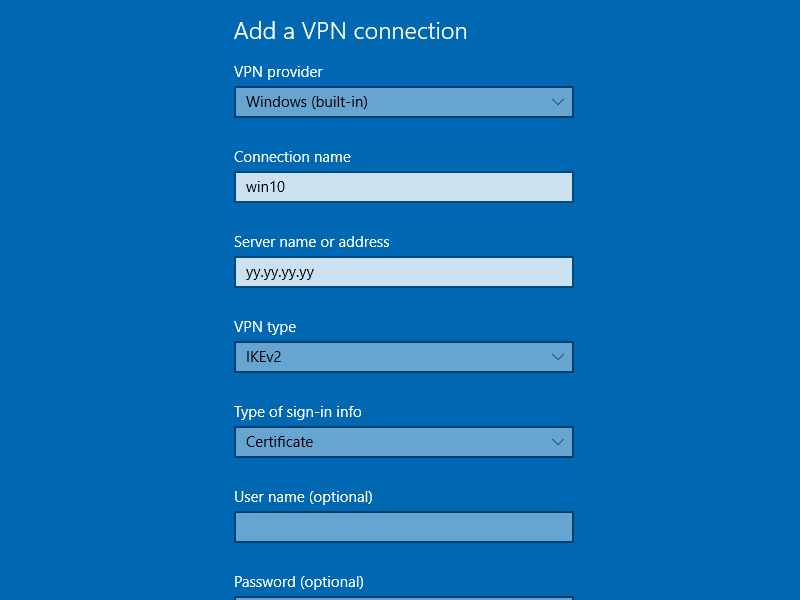 Add a VPN connection
VPN provider
Windows (built-in)
Connection name
win10
Server name or address
yy.yy.yy.yy
VPN type
IKEv2
Type of sign-in info
Certificate
User name (optional)
Password (optional)